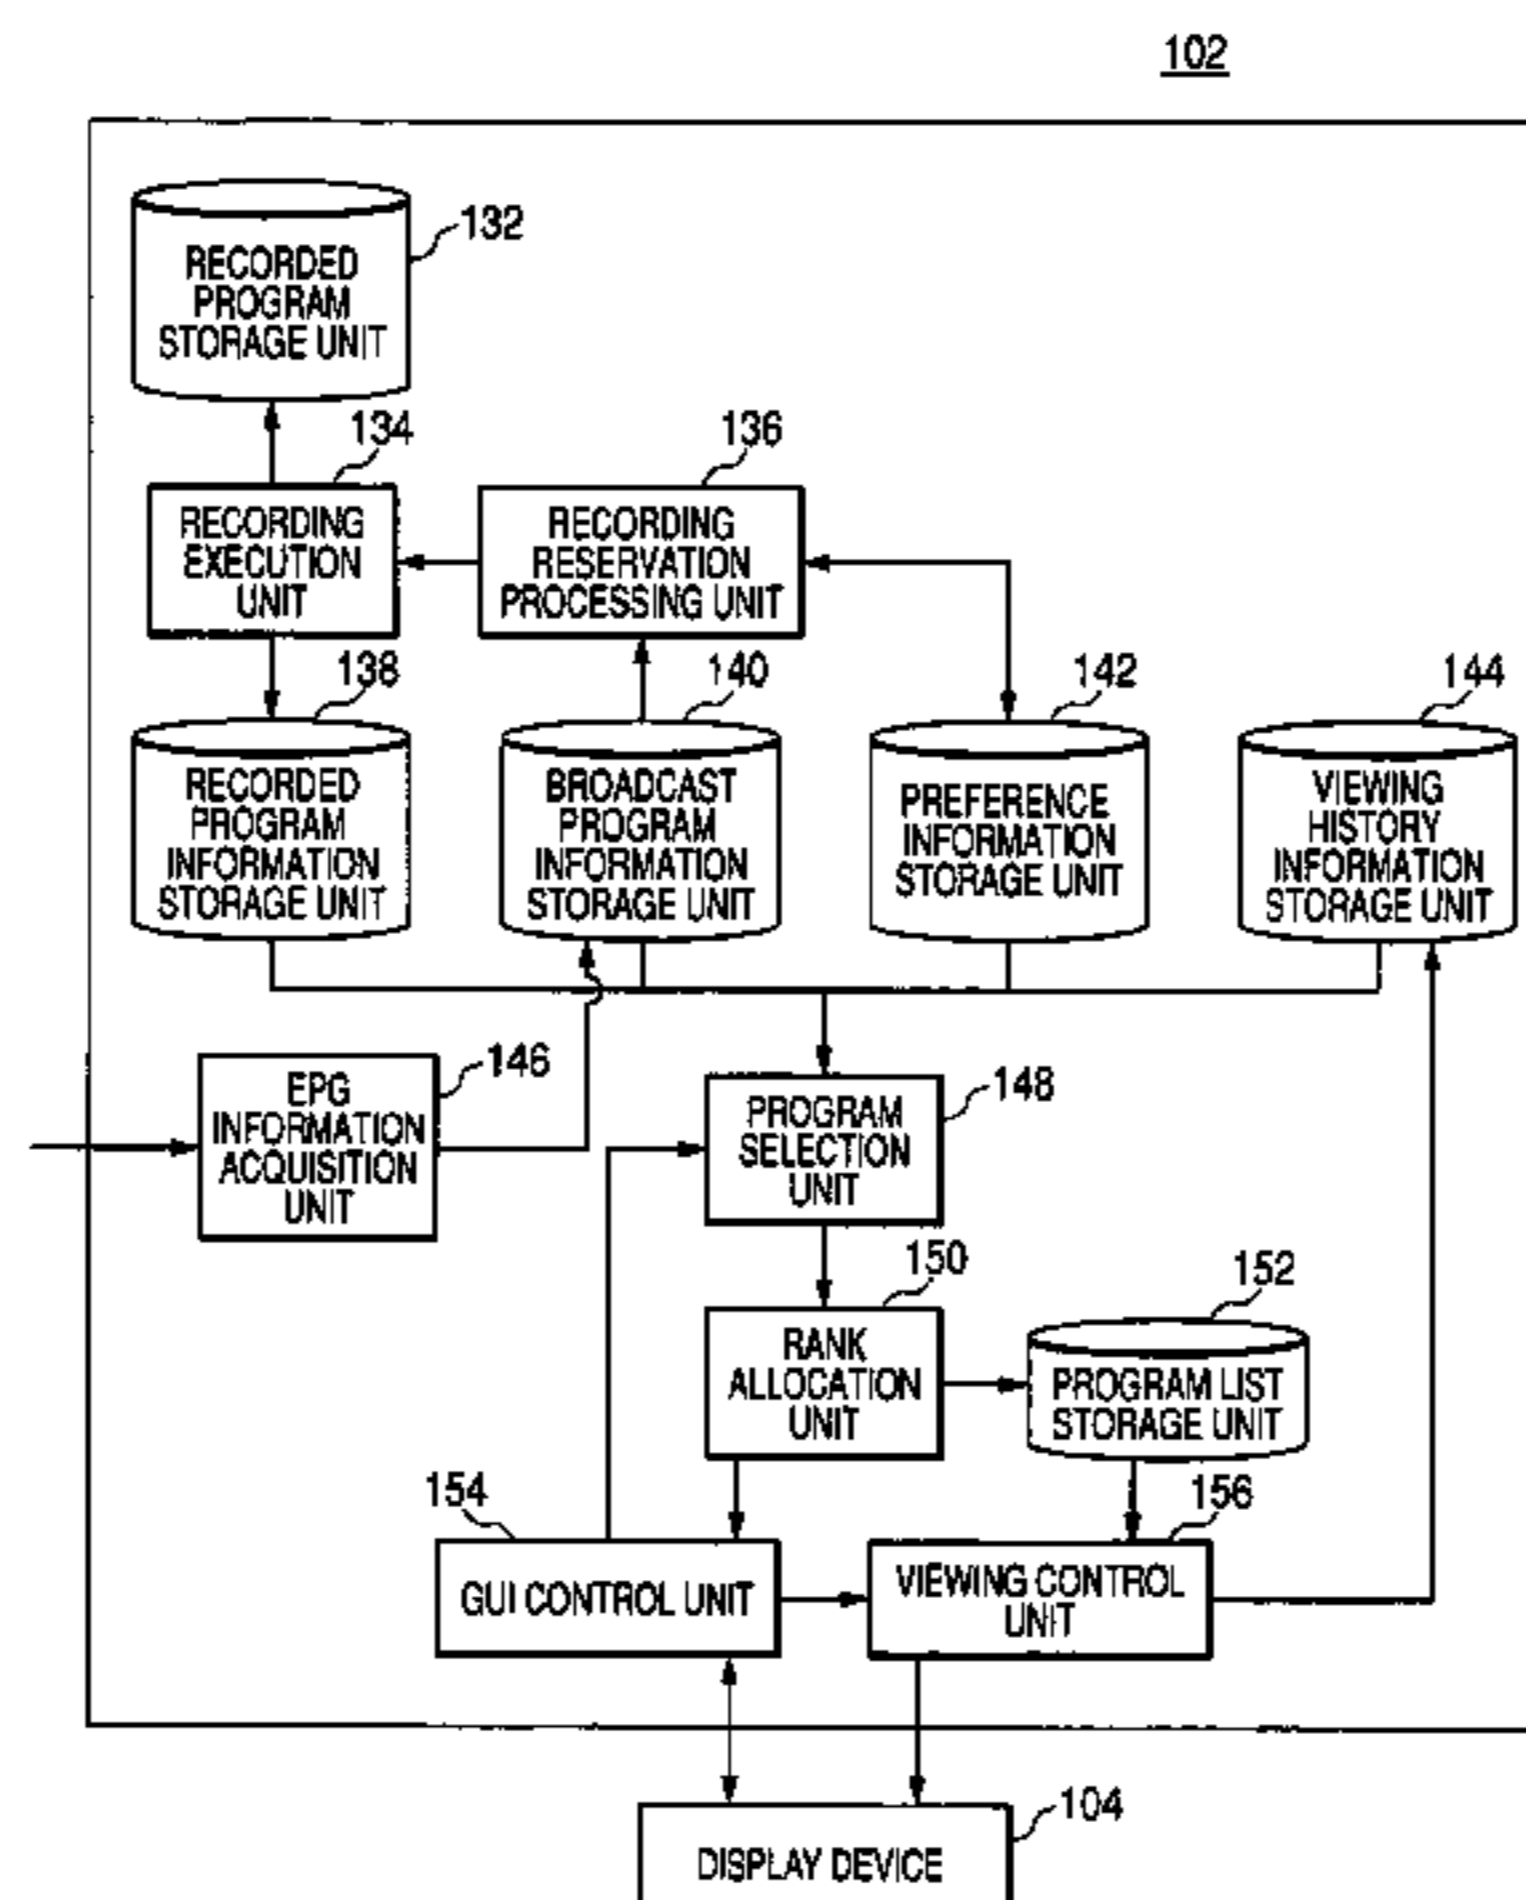 102
RECORDED
PROGRAM
STORAGE UNIT
132
134
136
RECORDING
EXECUTION
UNIT
RECORDING
RESERVATION
PROCESSING UNIT
138
140
142
144
RECORDED
PROGRAM
INFORMATION
STORAGE UNIT
BROADCAST
PROGRAM
INFORMATION
STORAGE UNIT
PREFERENCE
INFORMATION
STORAGE UNIT
VIEWING
HISTORY
INFORMATION
STORAGE UNIT
146
EPG
INFORMATION
ACQUISITION
UNIT
148
PROGRAM
SELECTION
UNIT
150
152
RANK
ALLOCATION
UNIT
PROGRAM LIST
STORAGE UNIT
154
156
GUI CONTROL UNIT
VIEWING CONTROL
UNIT
104
DISPLAY DEVICE